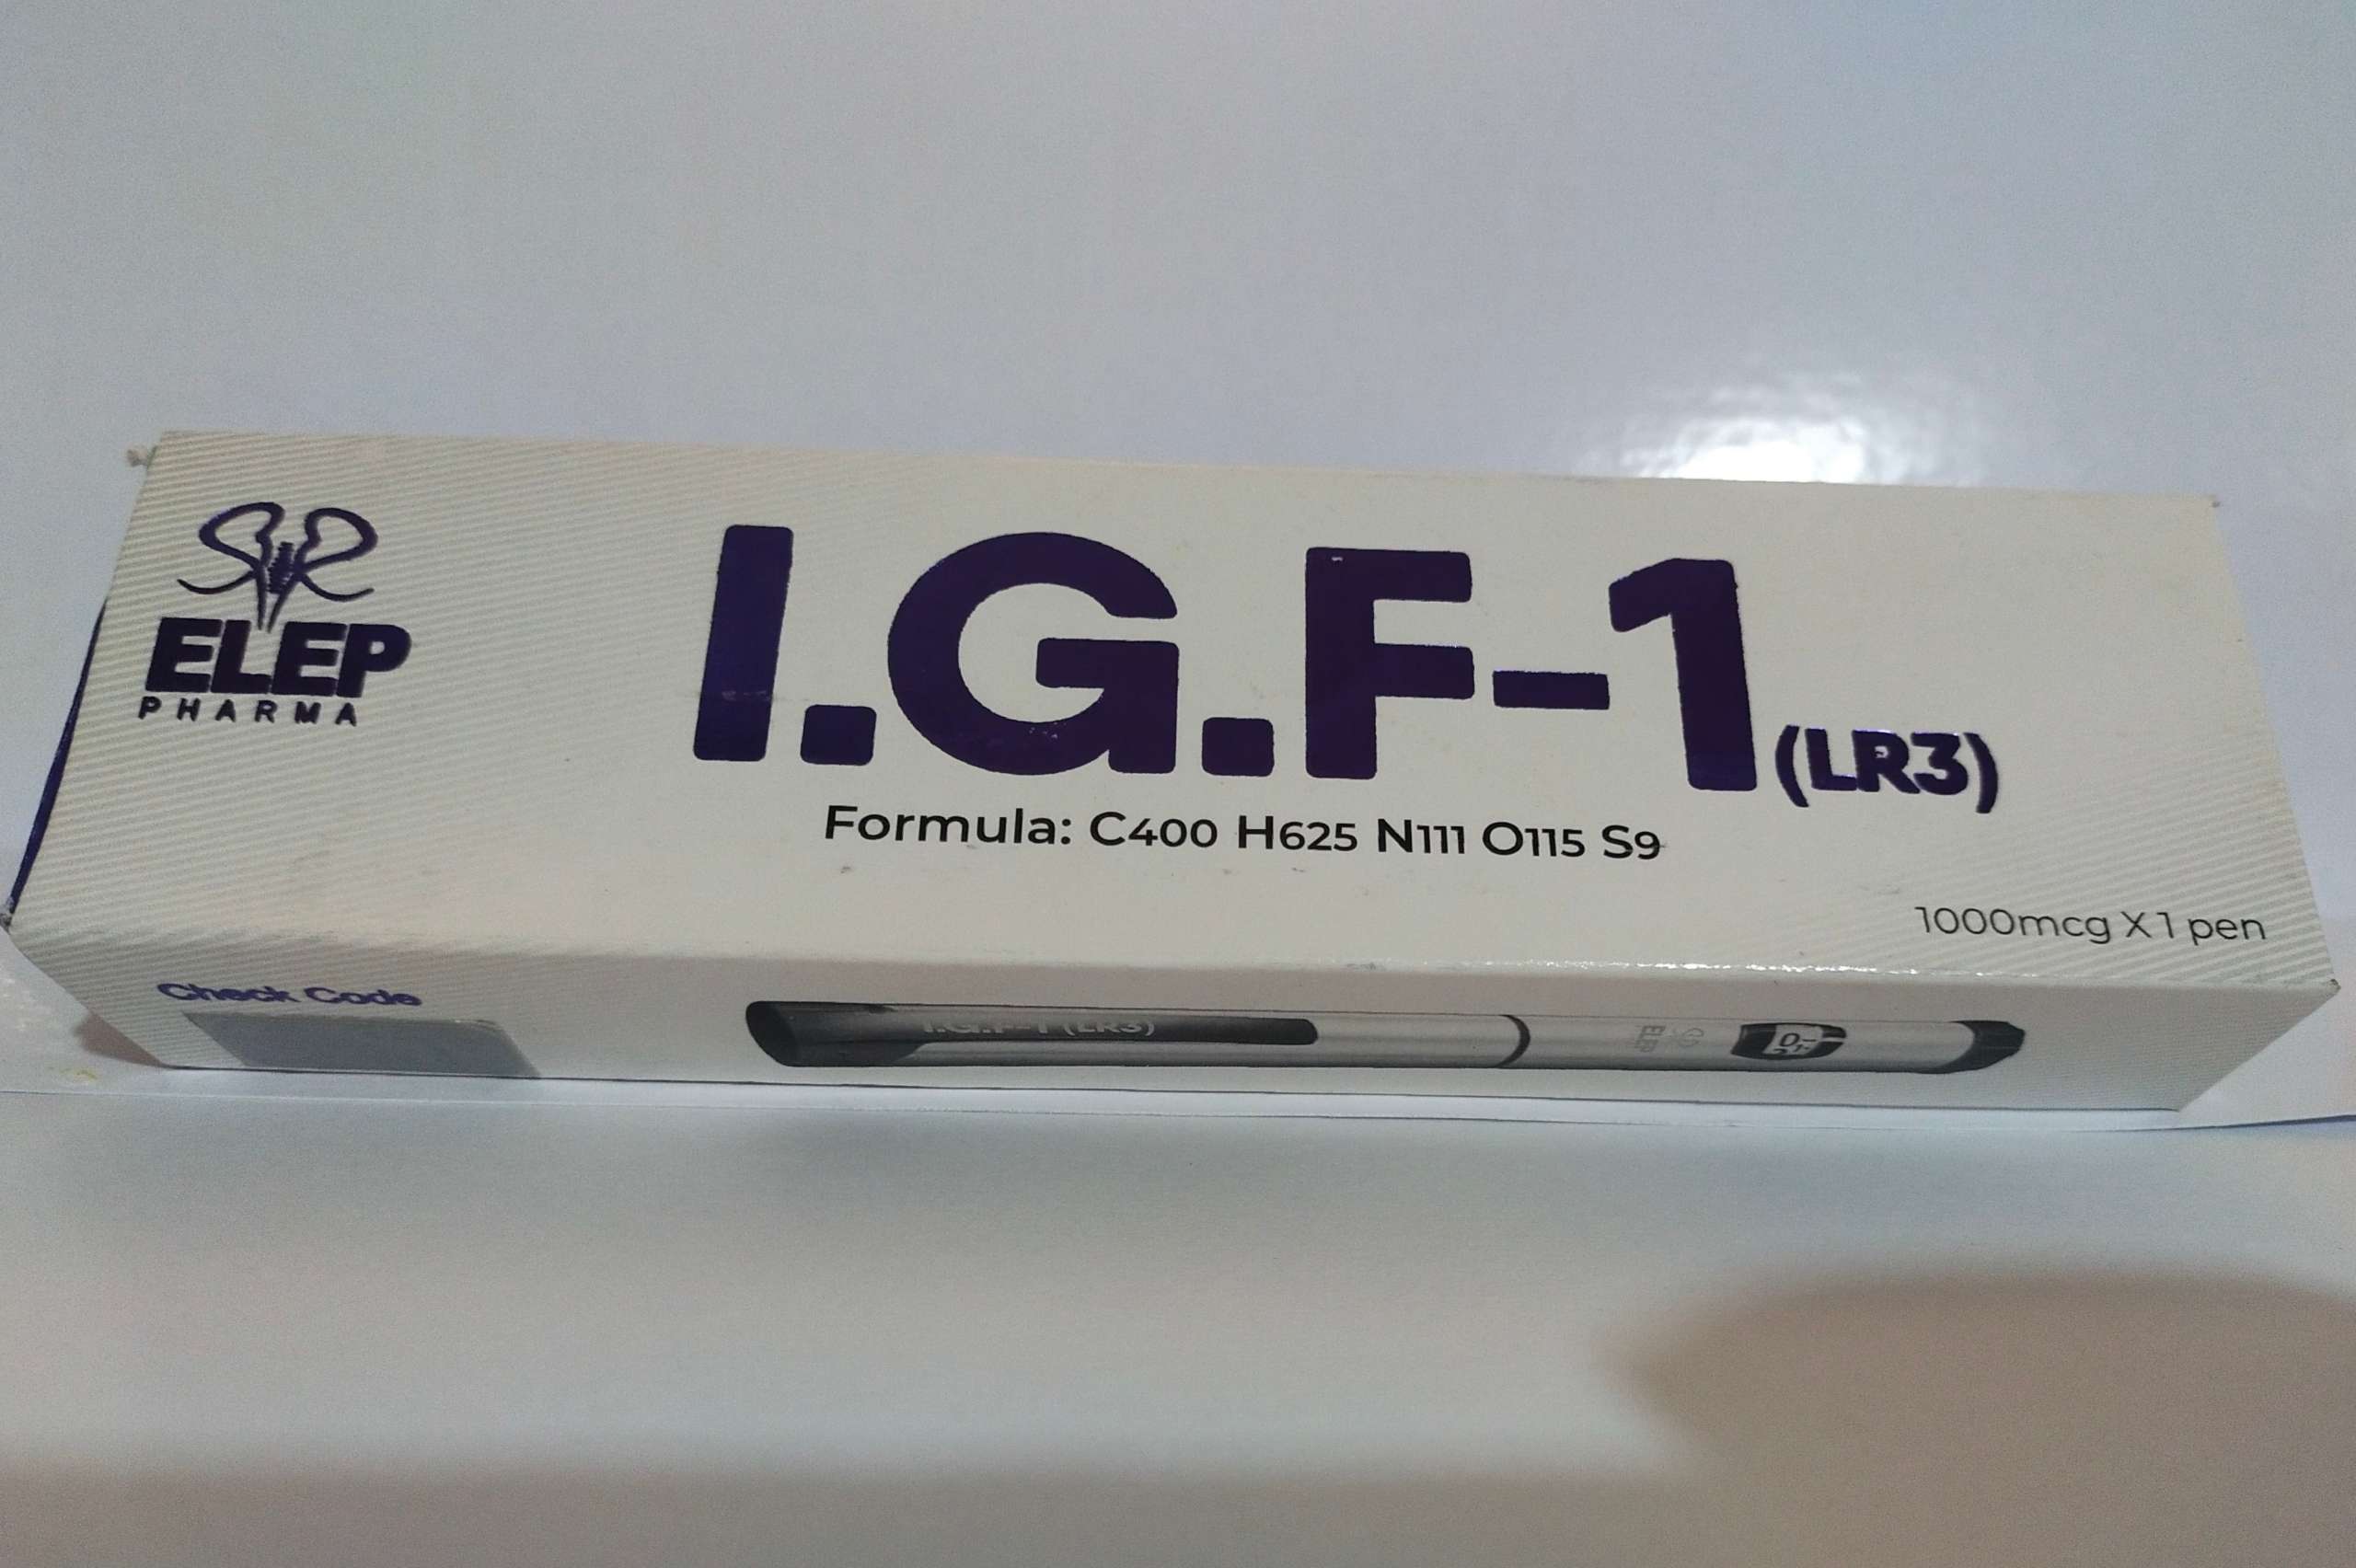 ELEP
PHARMA
I.G.F-1 (LR3)
Formula: C400 H625 N111 O115 S9
1000mcg X 1 pen
Check Code
I.G.F-1 (LR3)
ELEP